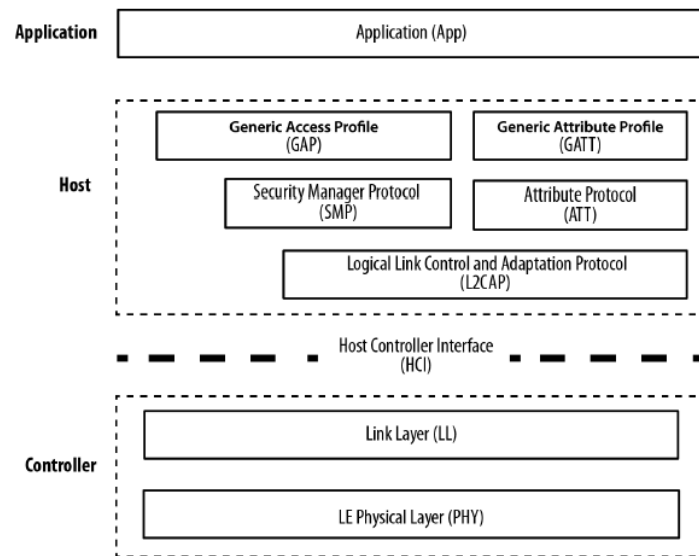 Application
Application (App)
Host
Generic Access Profile
(GAP)
Generic Attribute Profile
(GATT)
Security Manager Protocol
(SMP)
Attribute Protocol
(ATT)
Logical Link Control and Adaptation Protocol
(L2CAP)
Host Controller Interface
(HCI)
Controller
Link Layer (LL)
LE Physical Layer (PHY)